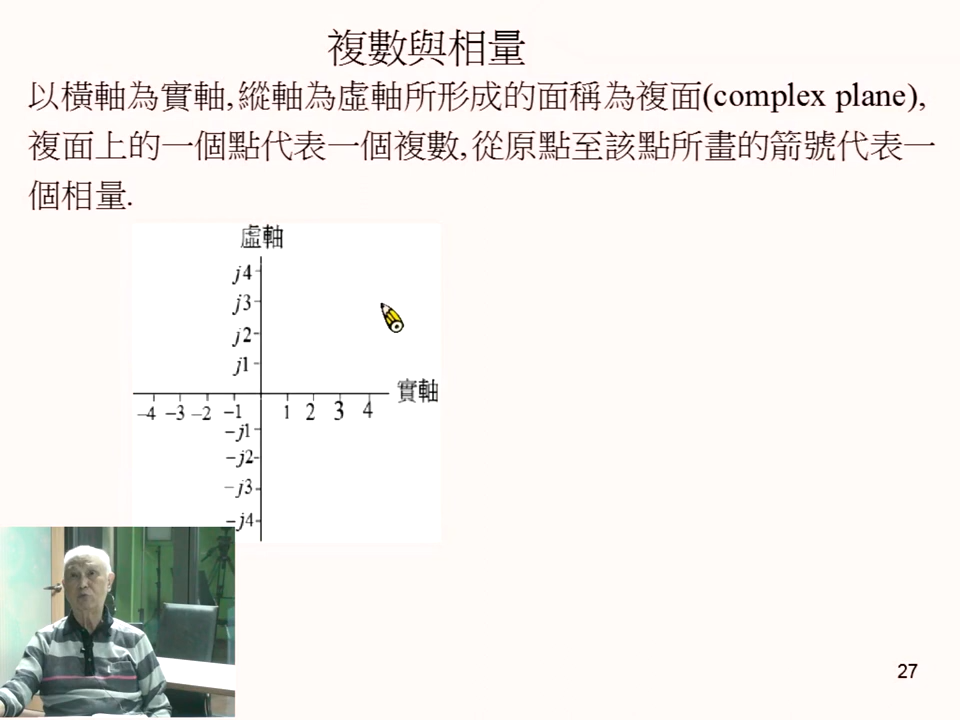 複數與相量
以橫軸為實軸,縱軸為虛軸所形成的面稱為複面(complex plane),
複面上的一個點代表一個複數,從原點至該點所畫的箭號代表一
個相量.
虛軸
j4
j3
j2
j1
實軸
–4 –3 –2 –1 1 2 3 4
–j1
–j2
–j3
–j4
27